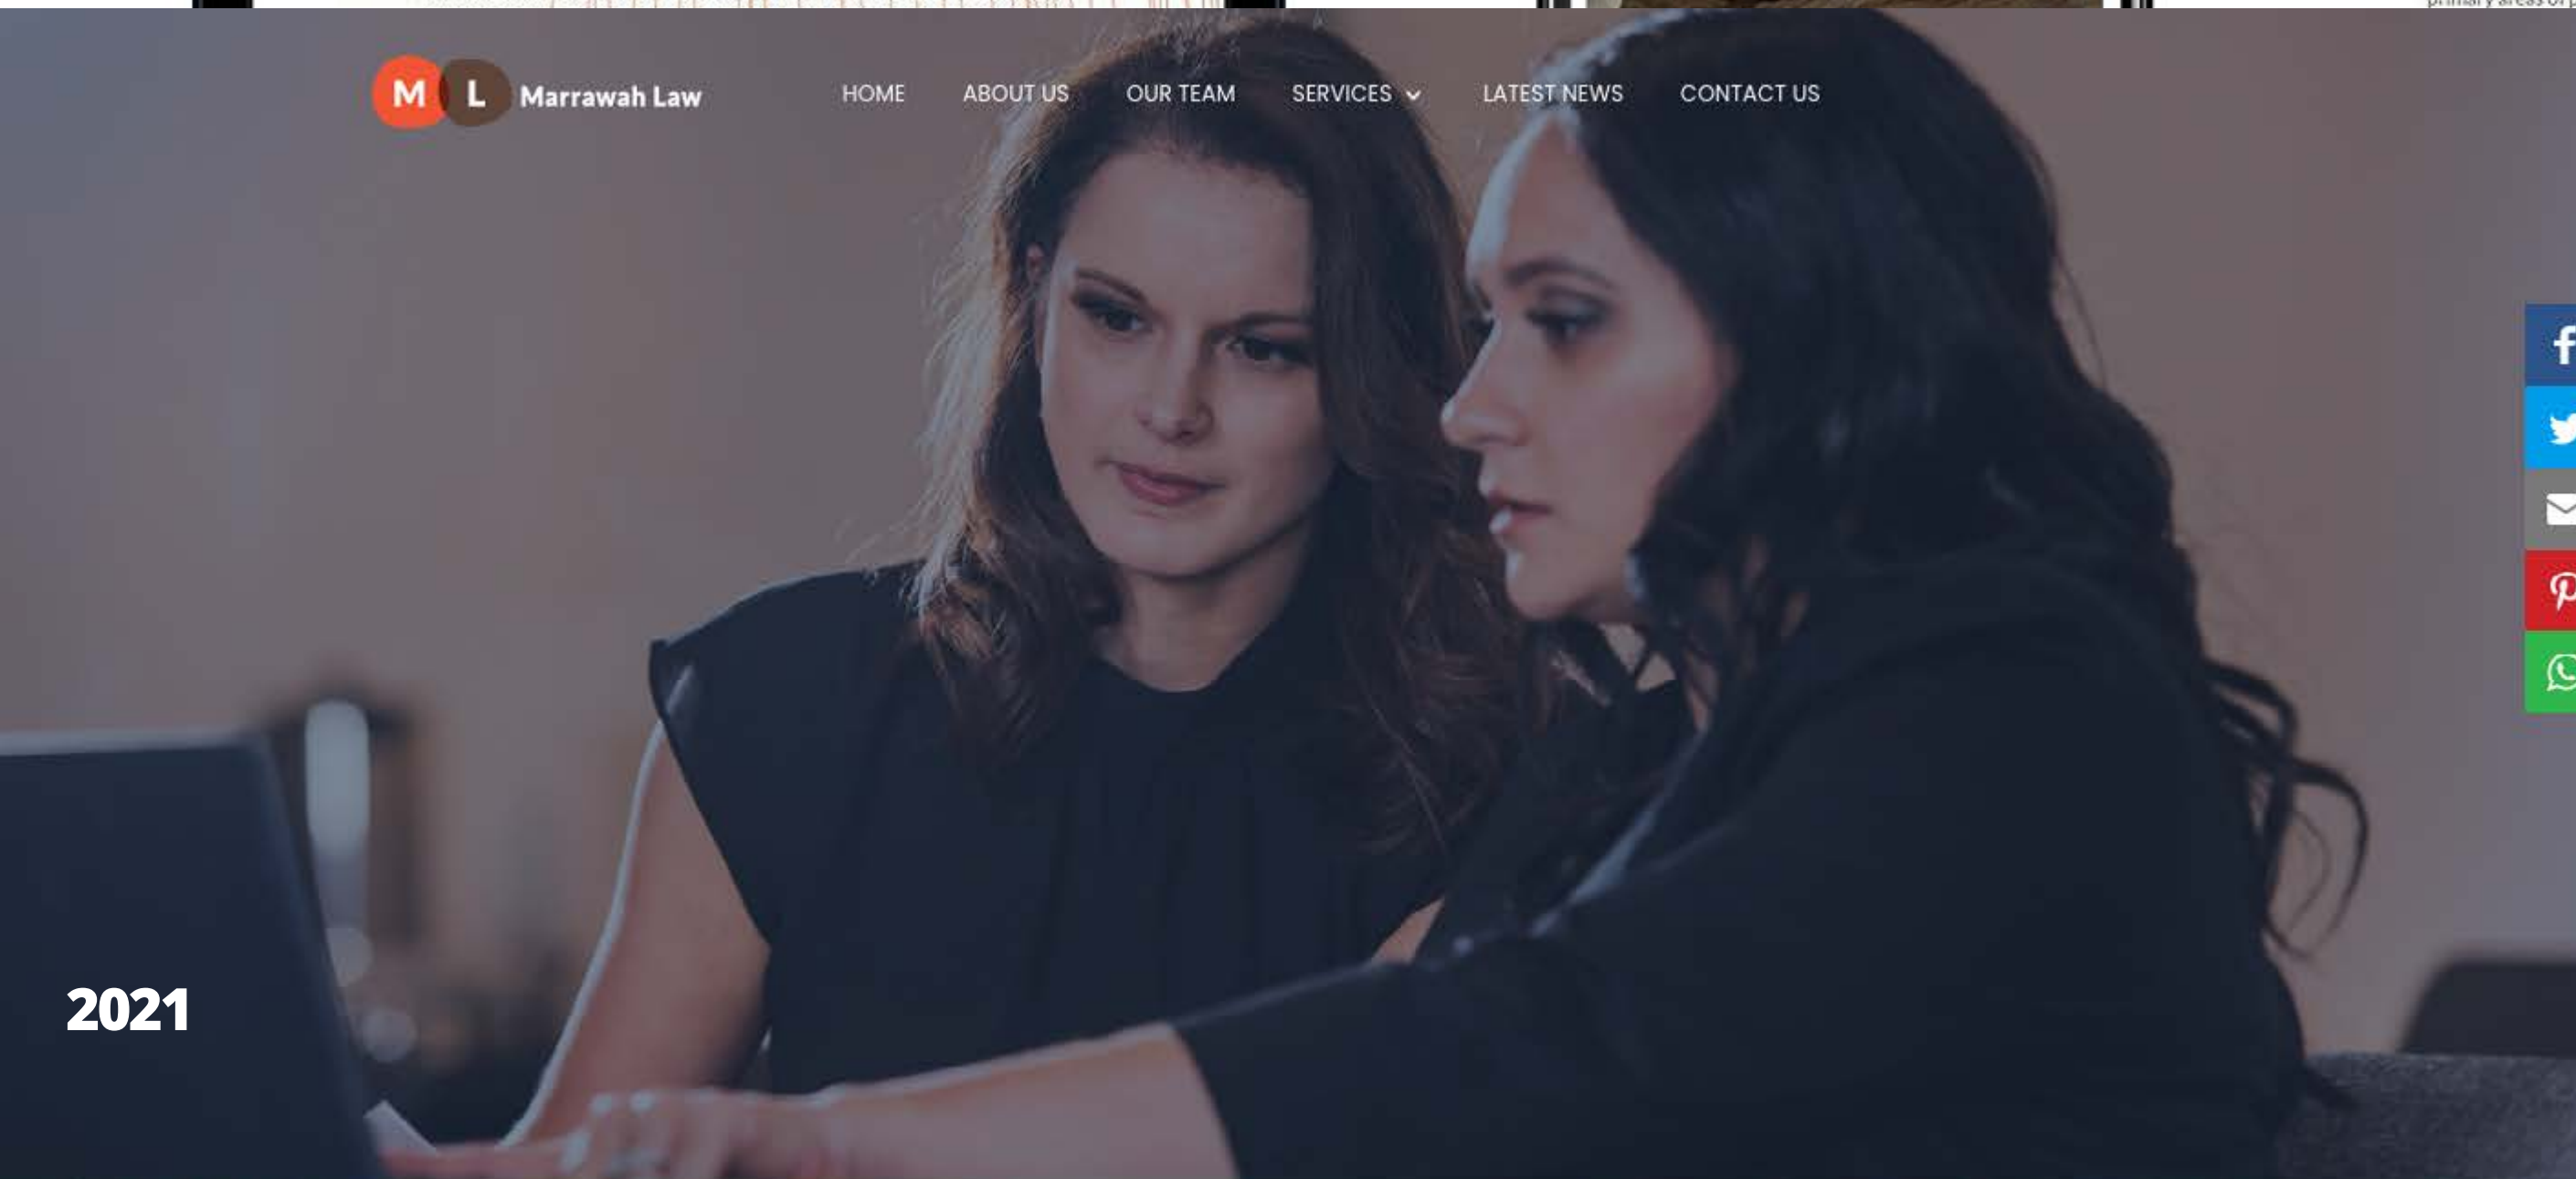 M L Marrawah Law
HOME ABOUT US OUR TEAM SERVICES LATEST NEWS CONTACT US
2021